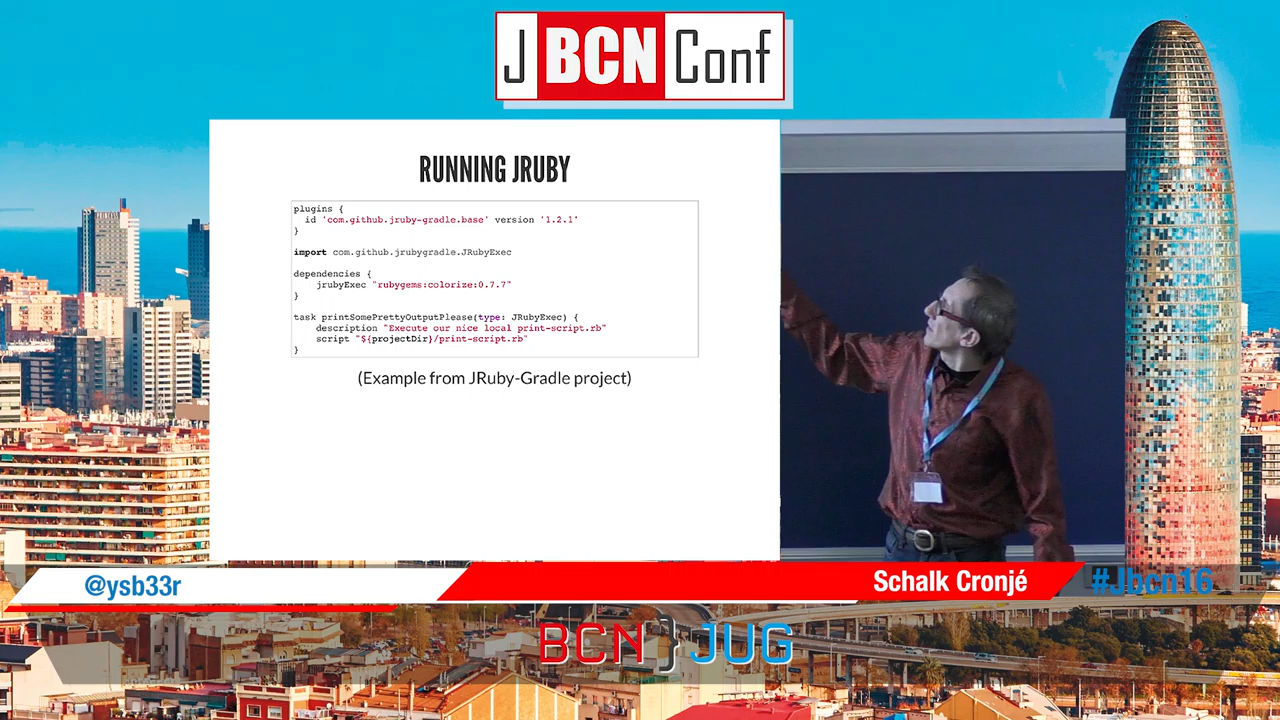 J BCN Conf
RUNNING JRUBY
plugins {
id 'com.github.jruby-gradle.base' version '1.2.1'
}
import com.github.jrubygradle.JRubyExec
dependencies {
jrubyExec "rubygems:colorize:0.7.7"
}
task printSomePrettyOutputPlease(type: JRubyExec) {
description "Execute our nice local print-script.rb"
script "${projectDir}/print-script.rb"
}
(Example from JRuby-Gradle project)
@ysb33r
Schalk Cronjé
#Jbcn16
BCN } JUG